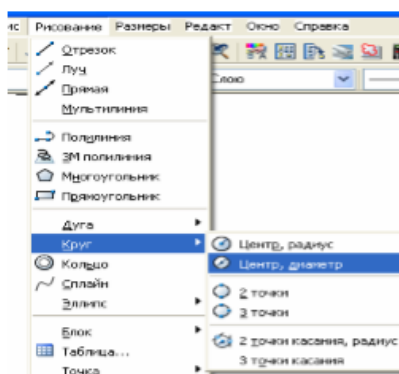 Рисование Размеры Редакт Окно Справка
Слою
Отрезок
Луч
Прямая
Мультилиния
Полилиния
3М полилиния
Многоугольник
Прямоугольник
Дуга
Круг
Центр, радиус
Кольцо
Центр, диаметр
Сплайн
2 точки
Эллипс
3 точки
Блок
2 точки касания, радиус
Таблица...
3 точки касания
Точка